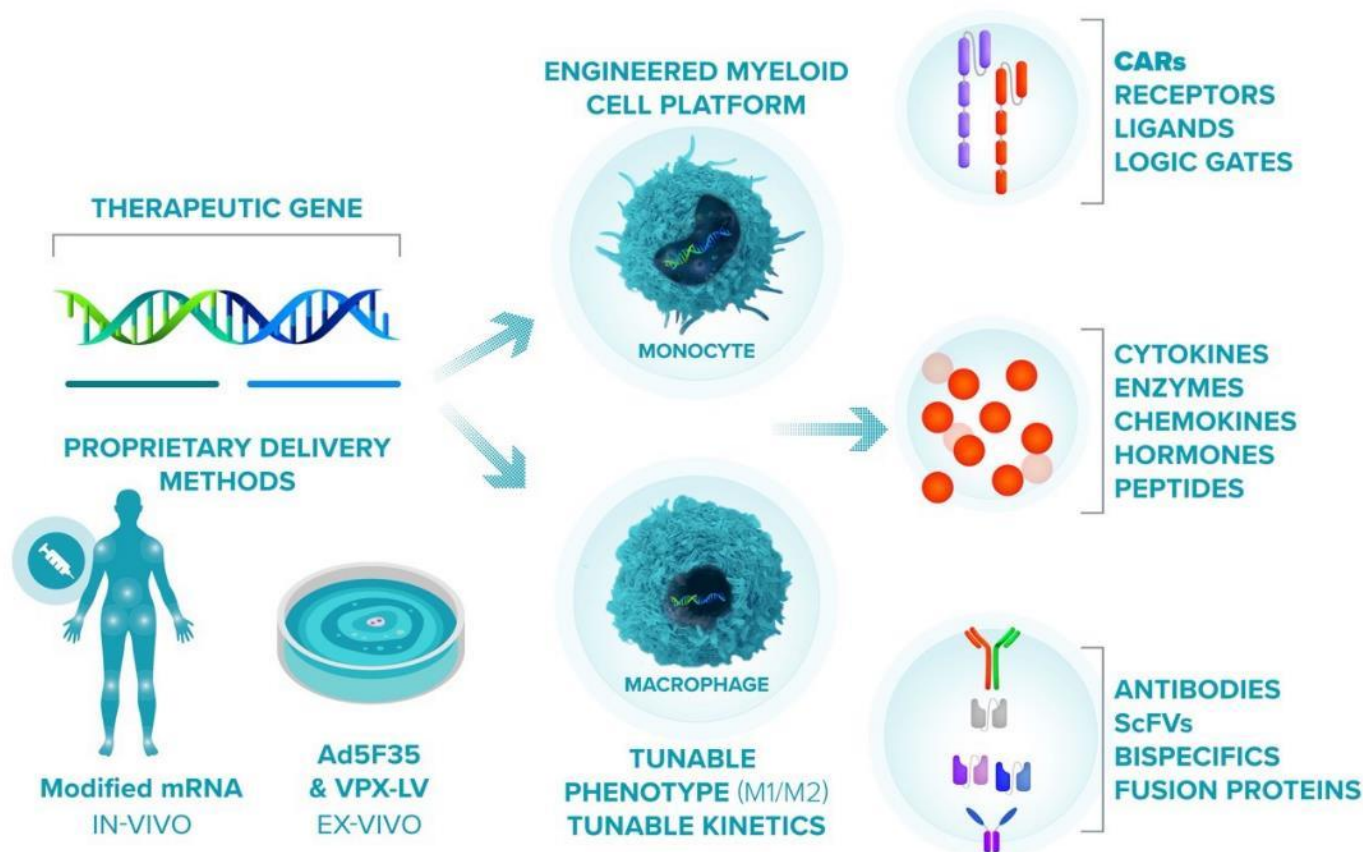 THERAPEUTIC GENE
PROPRIETARY DELIVERY
METHODS
Modified mRNA
IN-VIVO
Ad5F35
& VPX-LV
EX-VIVO
ENGINEERED MYELOID
CELL PLATFORM
MONOCYTE
MACROPHAGE
TUNABLE
PHENOTYPE (M1/M2)
TUNABLE KINETICS
CARs
RECEPTORS
LIGANDS
LOGIC GATES
CYTOKINES
ENZYMES
CHEMOKINES
HORMONES
PEPTIDES
ANTIBODIES
ScFVs
BISPECIFICS
FUSION PROTEINS